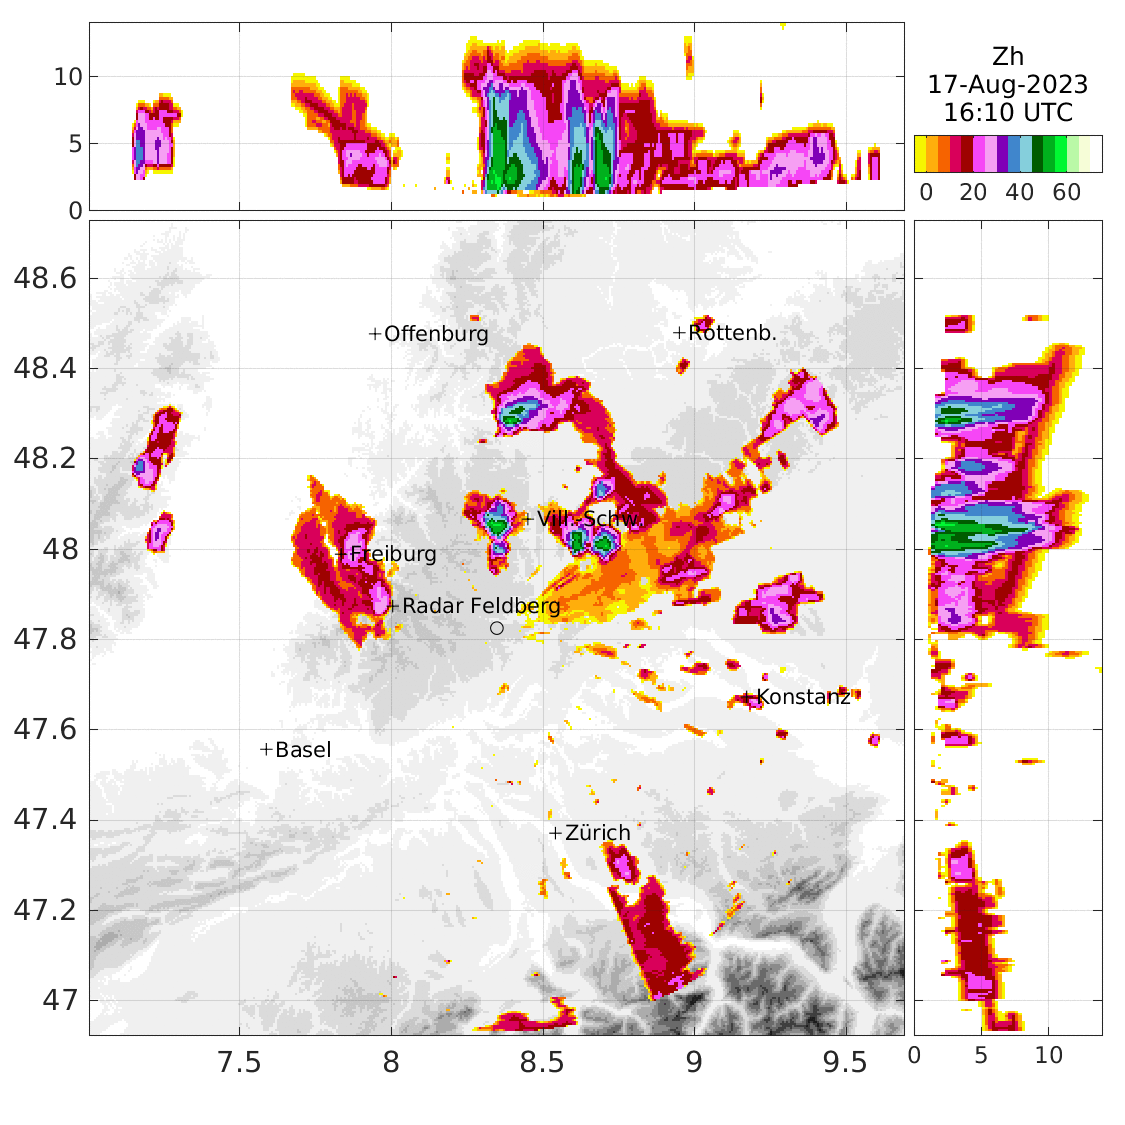 10
5
0
Zh
17-Aug-2023
16:10 UTC
0 20 40 60
48.6
48.4
48.2
48
47.8
47.6
47.4
47.2
47
+Offenburg
+Rottenb.
+Vill.-Schw.
+Freiburg
+Radar Feldberg
+Konstanz
+Basel
+Zürich
7.5 8 8.5 9 9.5
0 5 10